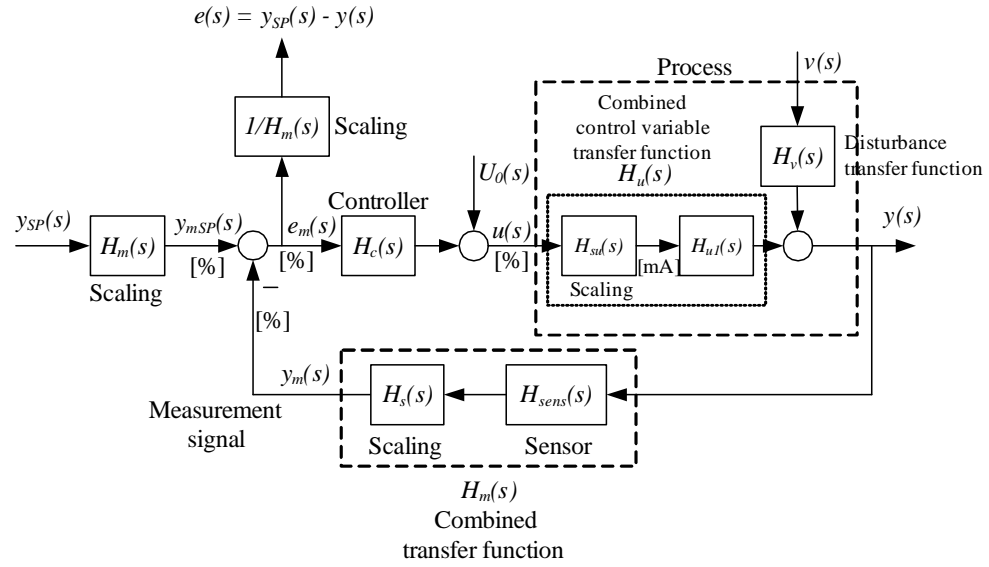 e(s) = y_SP(s) - y(s)
1/H_m(s)
Scaling
Process
v(s)
Combined
control variable
transfer function
H_u(s)
H_v(s)
Disturbance
transfer function
U_0(s)
Controller
y_SP(s)
H_m(s)
Scaling
y_mSP(s)
[%]
e_m(s)
[%]
H_c(s)
u(s)
[%]
H_su(s)
Scaling
[mA]
H_u1(s)
y(s)
−
[%]
y_m(s)
Measurement
signal
H_s(s)
Scaling
H_sens(s)
Sensor
H_m(s)
Combined
transfer function